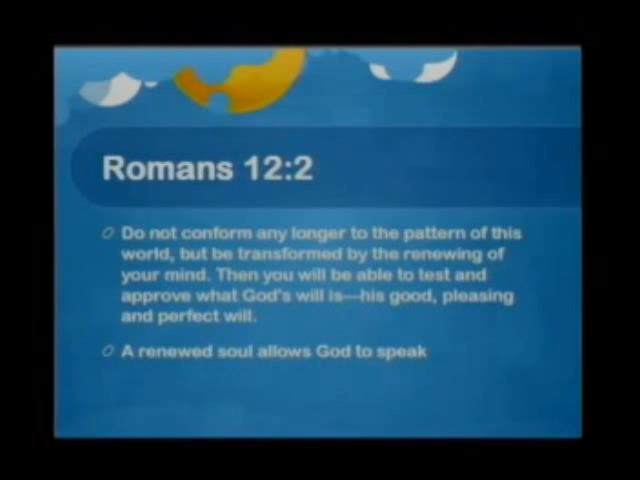 Romans 12:2
Do not conform any longer to the pattern of this
world, but be transformed by the renewing of
your mind. Then you will be able to test and
approve what God's will is—his good, pleasing
and perfect will.
A renewed soul allows God to speak